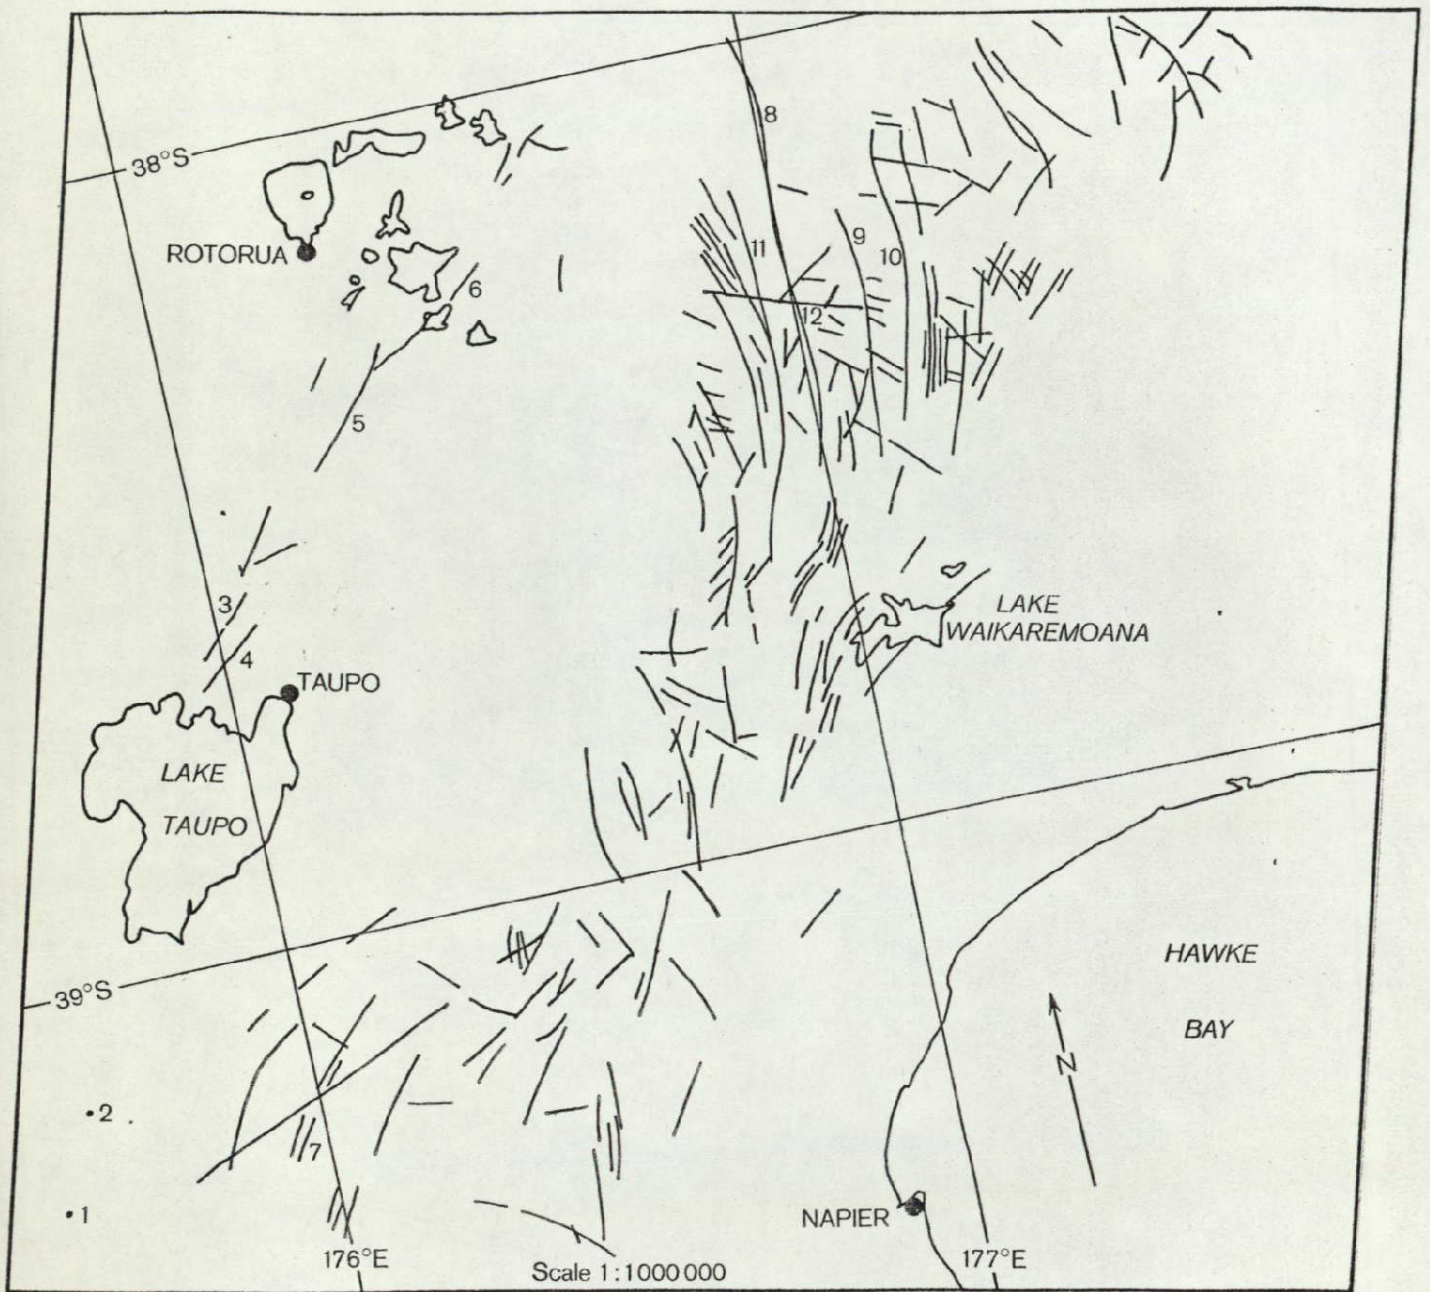 8
38°S
ROTORUA
11
9
10
6
12
5
3
4
LAKE
WAIKAREMOANA
TAUPO
LAKE
TAUPO
39°S
HAWKE
BAY
N
2
7
1
NAPIER
176°E
177°E
Scale 1:1000000